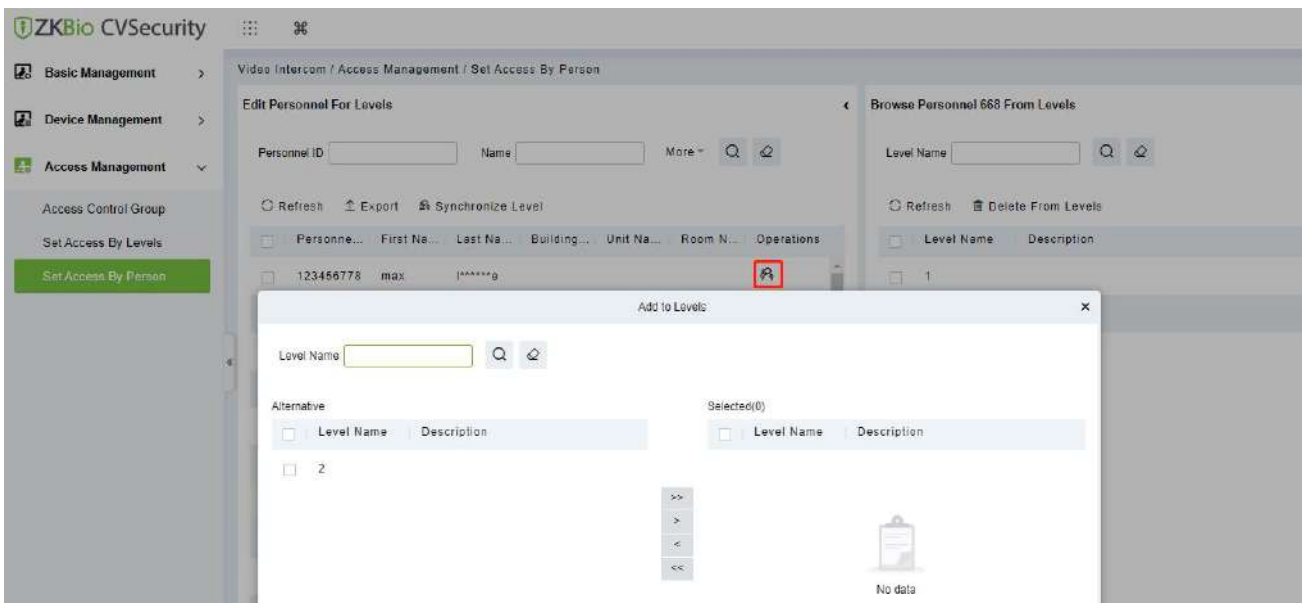 ZKBio CVSecurity
Basic Management >
Device Management >
Access Management
Access Control Group
Set Access By Levels
Set Access By Person
Video Intercom / Access Management / Set Access By Person
Edit Personnel For Levels
Personnel ID Name More
Refresh Export Synchronize Level
Personne... First Na... Last Na... Building... Unit Na... Room N... Operations
123456778 max l******e
Browse Personnel 668 From Levels
Level Name
Refresh Delete From Levels
Level Name Description
1
Add to Levels ×
Level Name
Alternative
Level Name Description
2
>>
>
<
<<
Selected(0)
Level Name Description
No data